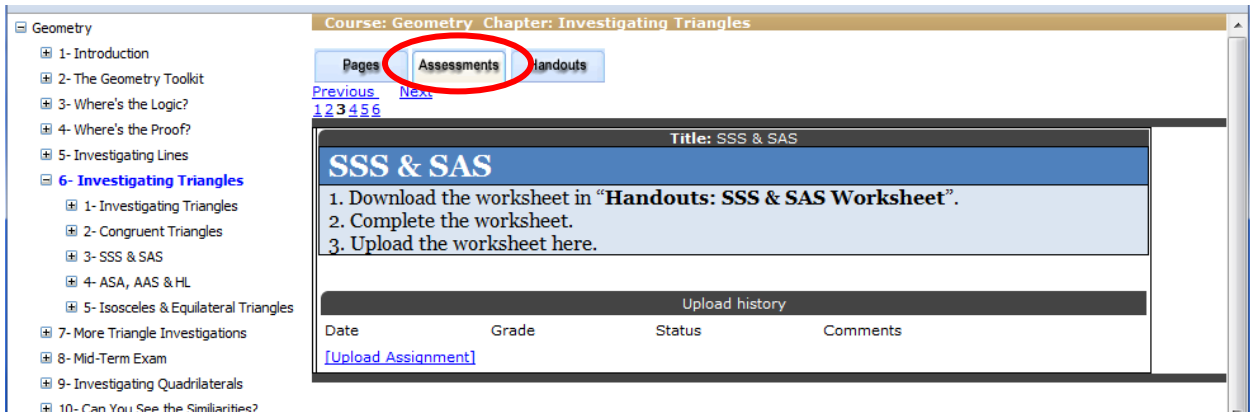 Geometry
1- Introduction
2- The Geometry Toolkit
3- Where's the Logic?
4- Where's the Proof?
5- Investigating Lines
6- Investigating Triangles
1- Investigating Triangles
2- Congruent Triangles
3- SSS & SAS
4- ASA, AAS & HL
5- Isosceles & Equilateral Triangles
7- More Triangle Investigations
8- Mid-Term Exam
9- Investigating Quadrilaterals
10- Can You See the Similiarities?
Course: Geometry Chapter: Investigating Triangles
Pages Assessments Handouts
Previous Next
1 2 3 4 5 6
Title: SSS & SAS
SSS & SAS
1. Download the worksheet in “Handouts: SSS & SAS Worksheet”.
2. Complete the worksheet.
3. Upload the worksheet here.
Upload history
Date Grade Status Comments
[Upload Assignment]